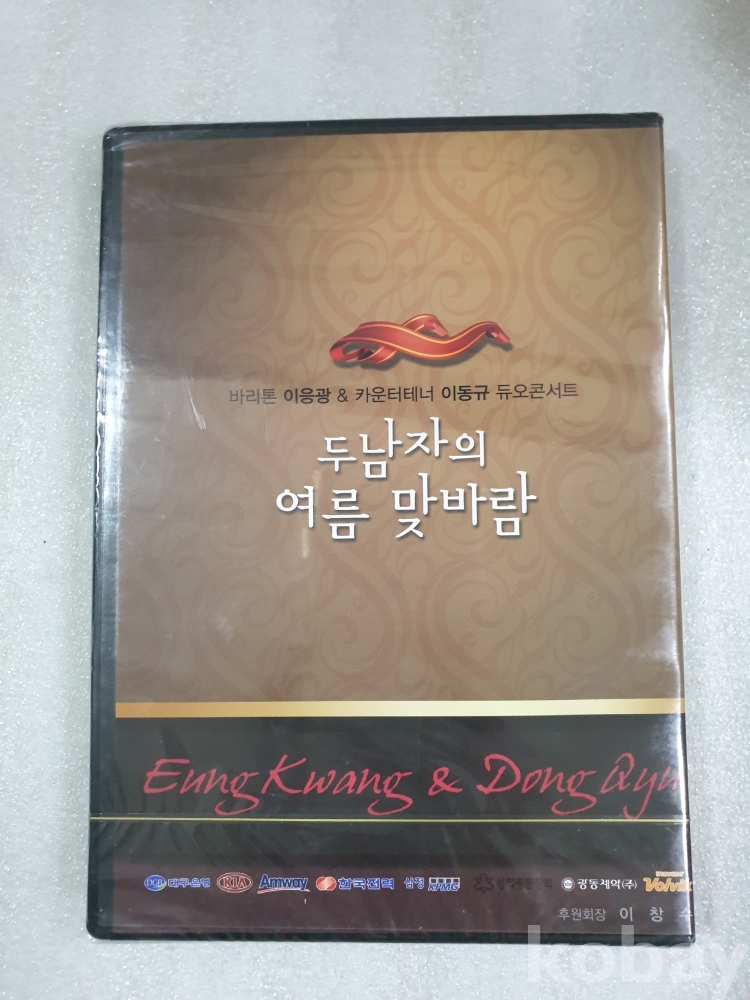 바리톤 이응광 & 카운터테너 이동규 듀오콘서트
두남자의
여름 맞바람
Eung Kwang & Dong Qyu
DGB 대구은행 KIA Amway 한국전력 삼정 KPMG 광동제약(주) Volvik
후원회장 이 창 수
kobay